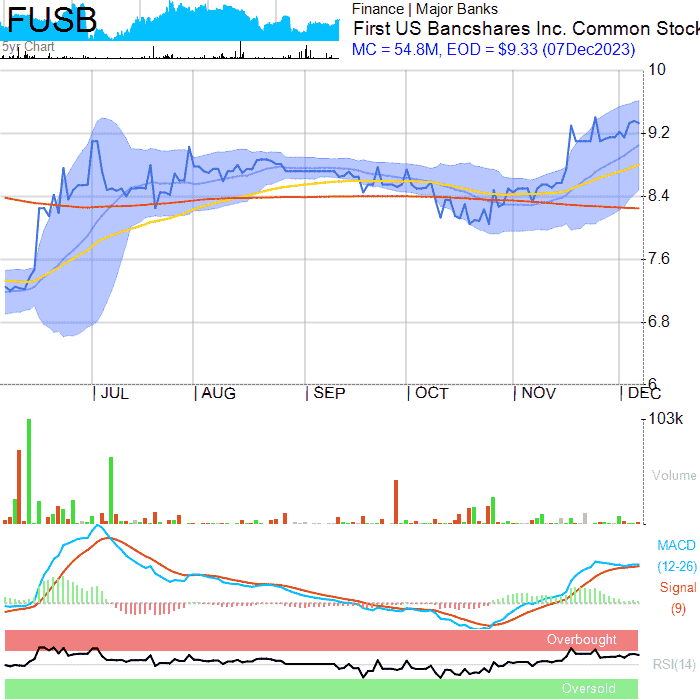 FUSB
5yr Chart
Finance | Major Banks
First US Bancshares Inc. Common Stock
MC = 54.8M, EOD = $9.33 (07Dec2023)
10
9.2
8.4
7.6
6.8
6
JUL AUG SEP OCT NOV DEC
103k
Volume
MACD
(12-26)
Signal
(9)
Overbought
RSI(14)
Oversold